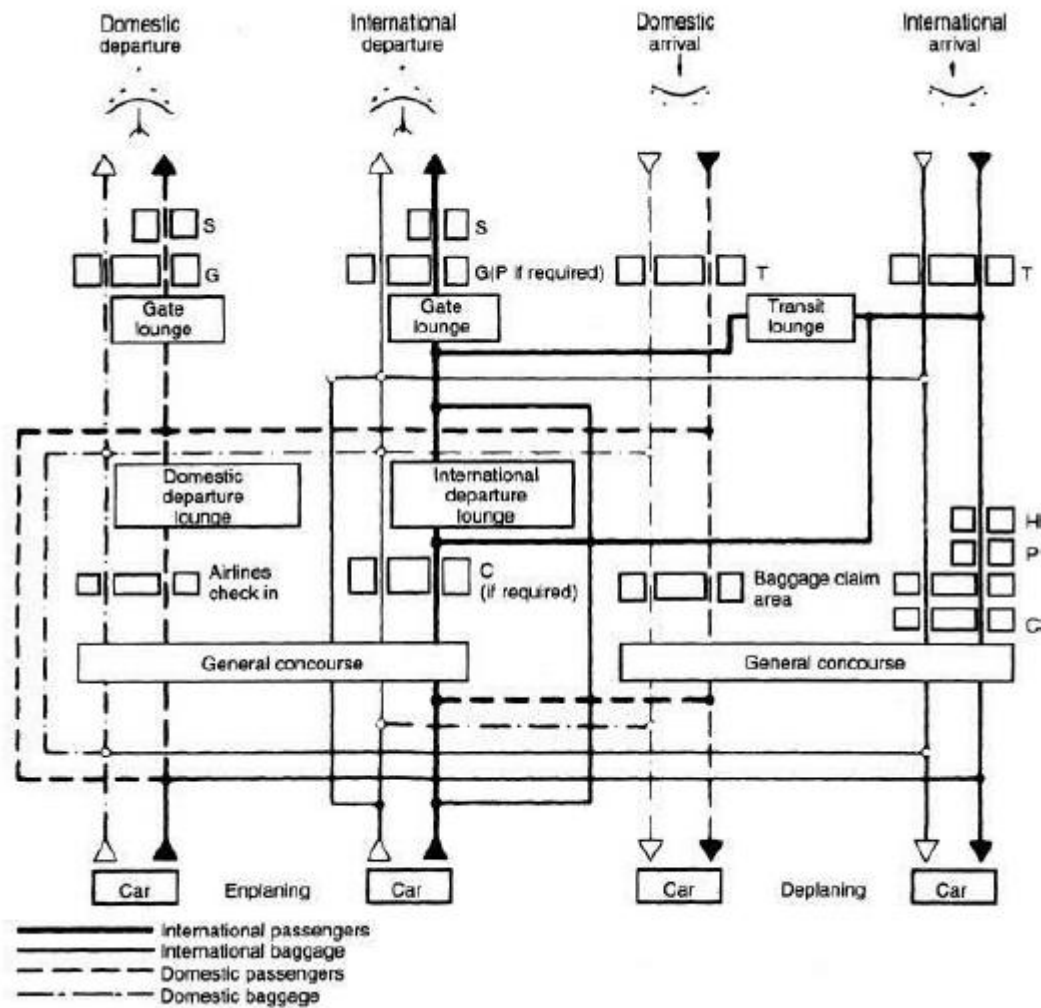 Domestic
departure
International
departure
Domestic
arrival
International
arrival
S
S
G
G(P if required)
T
T
Gate
lounge
Gate
lounge
Transit
lounge
Domestic
departure
lounge
International
departure
lounge
H
P
Airlines
check in
C
(if required)
Baggage claim
area
C
General concourse
General concourse
Car
Enplaning
Car
Car
Deplaning
Car
International passengers
International baggage
Domestic passengers
Domestic baggage